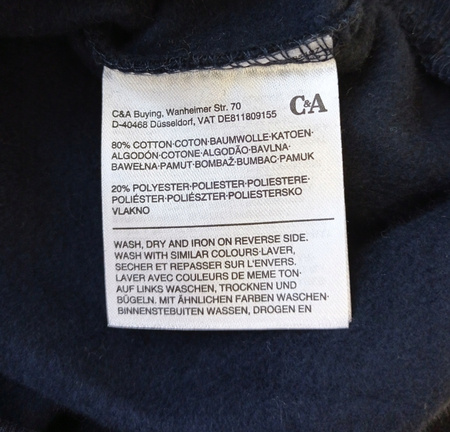 C&A Buying, Wanheimer Str. 70
D-40468 Düsseldorf, VAT DE811809155
C&A
80% COTTON·COTON·BAUMWOLLE·KATOEN·
ALGODÓN·COTONE·ALGODÃO·BAVLNA·
BAWEŁNA·PAMUT·BOMBAŽ·BUMBAC·PAMUK
20% POLYESTER·POLIESTER·POLIESTERE·
POLIÉSTER·POLIÉSZTER·POLIESTERSKO
VLAKNO
WASH, DRY AND IRON ON REVERSE SIDE.
WASH WITH SIMILAR COLOURS·LAVER,
SECHER ET REPASSER SUR L'ENVERS.
LAVER AVEC COULEURS DE MEME TON·
AUF LINKS WASCHEN, TROCKNEN UND
BÜGELN. MIT ÄHNLICHEN FARBEN WASCHEN·
BINNENSTEBUITEN WASSEN, DROGEN EN